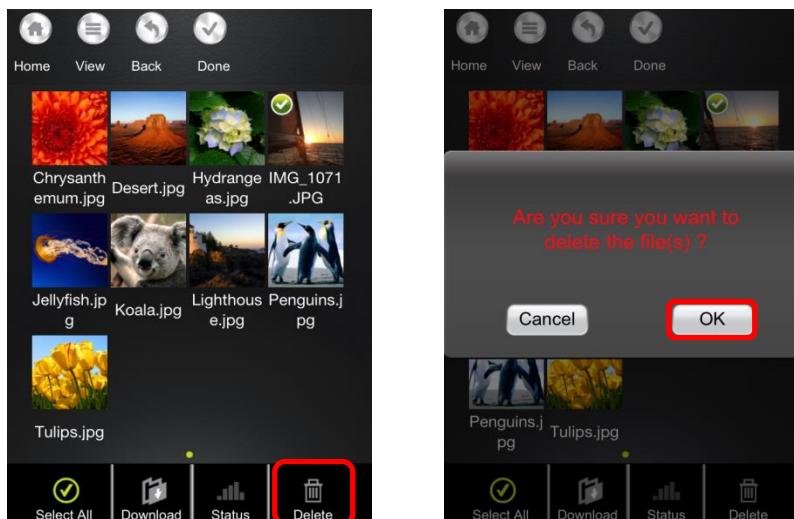 Home View Back Done
Chrysanth
emum.jpg
Desert.jpg
Hydrange
as.jpg
IMG_1071
.JPG
Jellyfish.jp
g
Koala.jpg
Lighthous
e.jpg
Penguins.j
pg
Tulips.jpg
Select All Download Status Delete
Home View Back Done
Are you sure you want to
delete the file(s) ?
Cancel OK
Penguins.j
pg
Tulips.jpg
Select All Download Status Delete